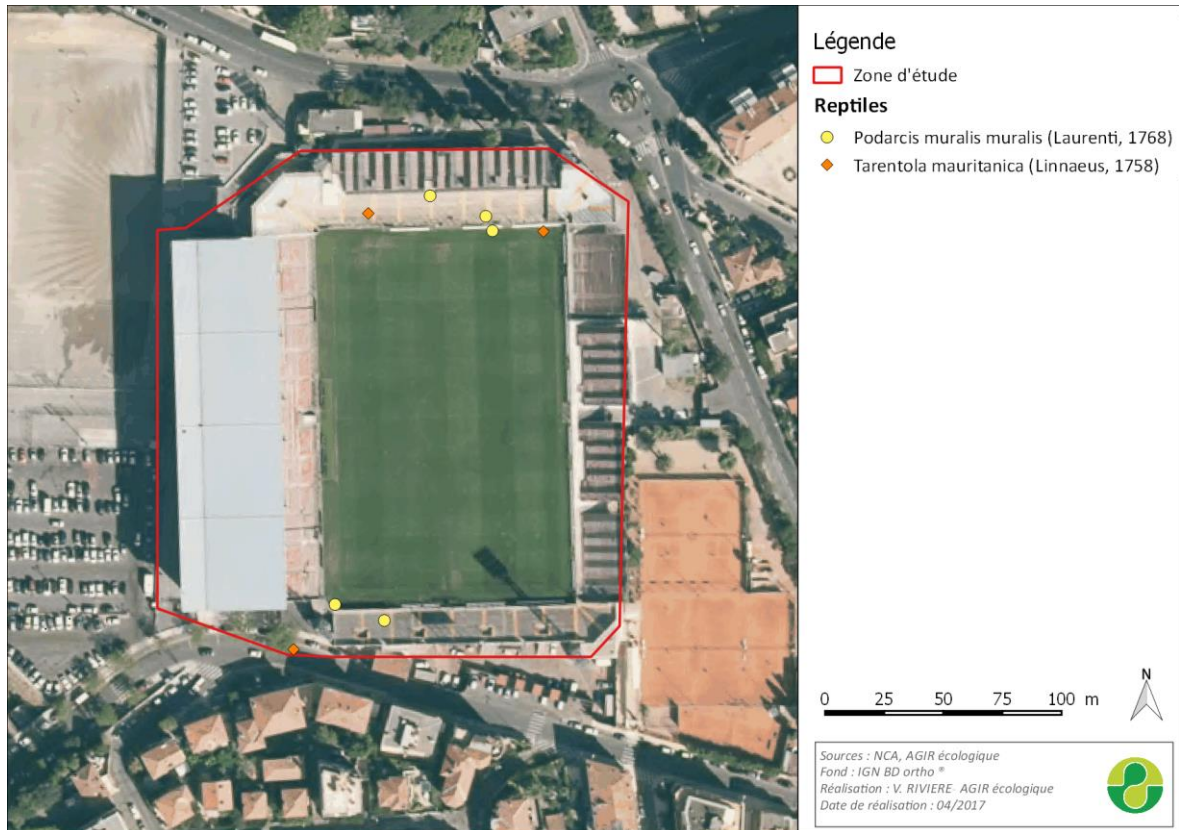 Légende
Zone d'étude
Reptiles
Podarcis muralis muralis (Laurenti, 1768)
Tarentola mauritanica (Linnaeus, 1758)
0 25 50 75 100 m
N
Sources : NCA, AGIR écologique
Fond : IGN BD ortho ®
Réalisation : V. RIVIERE- AGIR écologique
Date de réalisation : 04/2017